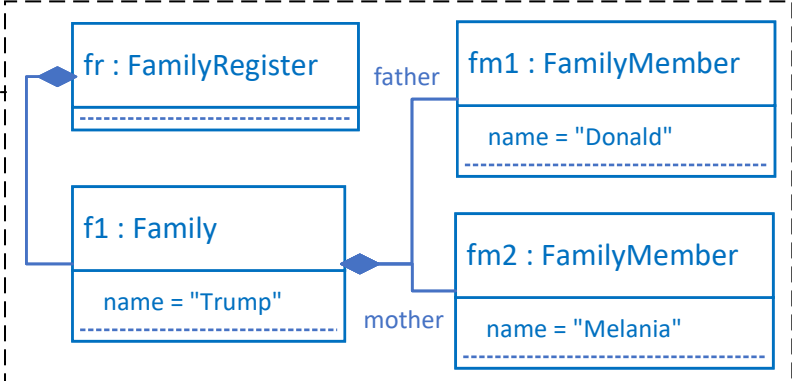 fr : FamilyRegister
father
fm1 : FamilyMember
name = "Donald"
f1 : Family
name = "Trump"
mother
fm2 : FamilyMember
name = "Melania"